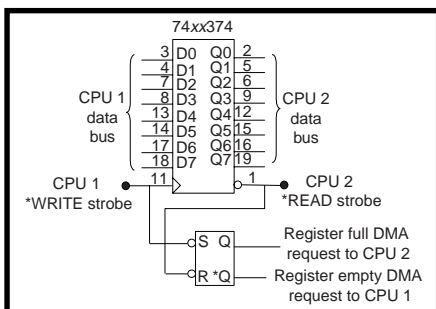 74xx374
3 D0 Q0 2
4 D1 Q1 5
7 D2 Q2 6
8 D3 Q3 9
13 D4 Q4 12
14 D5 Q5 15
17 D6 Q6 16
18 D7 Q7 19
CPU 1
data
bus
CPU 2
data
bus
CPU 1
*WRITE strobe
11
1
CPU 2
*READ strobe
S Q
R *Q
Register full DMA
request to CPU 2
Register empty DMA
request to CPU 1